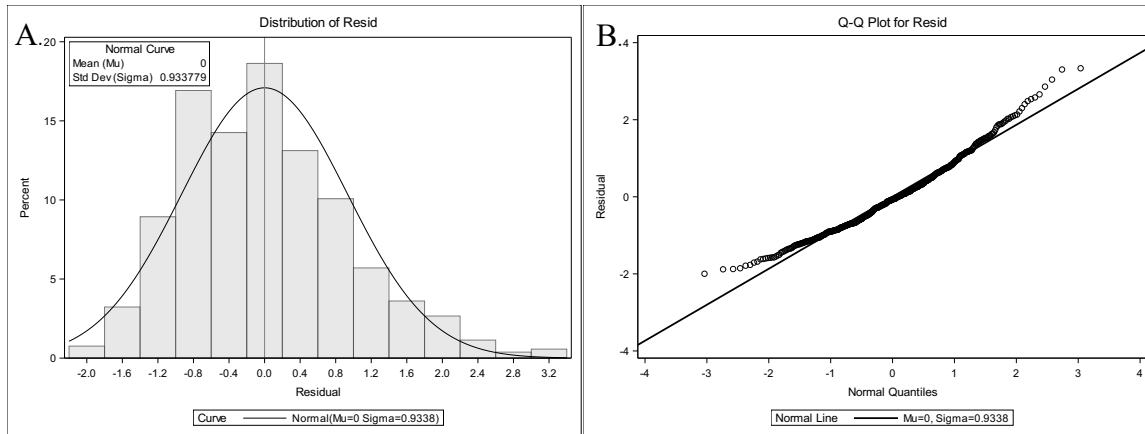 A.
Distribution of Resid
Normal Curve
Mean (Mu) 0
Std Dev (Sigma) 0.933779
20
15
10
5
0
Percent
-2.0 -1.6 -1.2 -0.8 -0.4 0.0 0.4 0.8 1.2 1.6 2.0 2.4 2.8 3.2
Residual
Curve Normal(Mu=0 Sigma=0.9338)
B.
Q-Q Plot for Resid
4
2
0
-2
-4
Residual
-4 -3 -2 -1 0 1 2 3 4
Normal Quantiles
Normal Line Mu=0, Sigma=0.9338